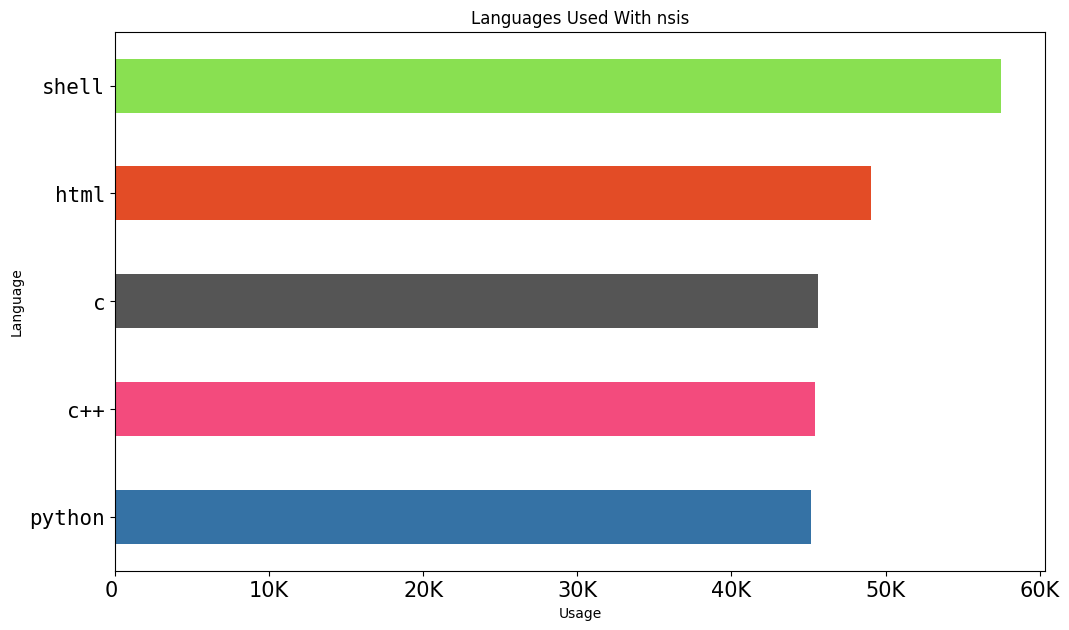 Languages Used With nsis
shell
html
c
c++
python
Language
0 10K 20K 30K 40K 50K 60K
Usage